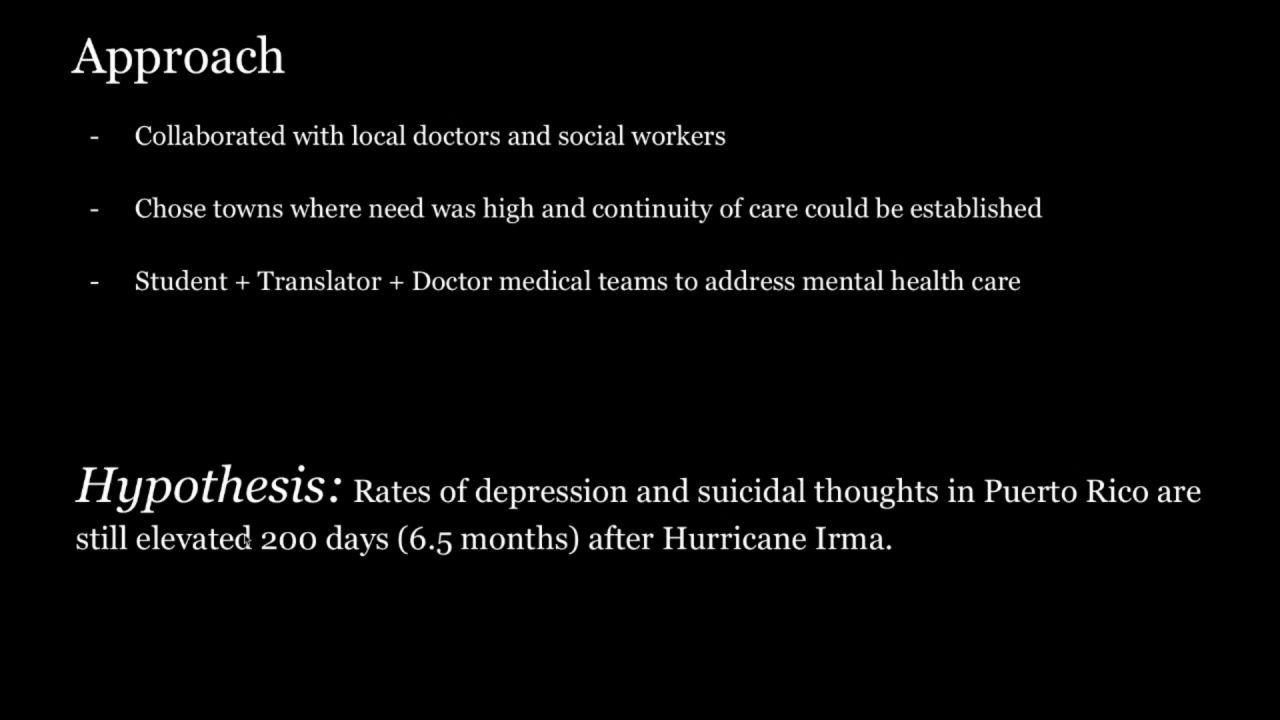 Approach
- Collaborated with local doctors and social workers
- Chose towns where need was high and continuity of care could be established
- Student + Translator + Doctor medical teams to address mental health care
Hypothesis: Rates of depression and suicidal thoughts in Puerto Rico are
still elevated 200 days (6.5 months) after Hurricane Irma.